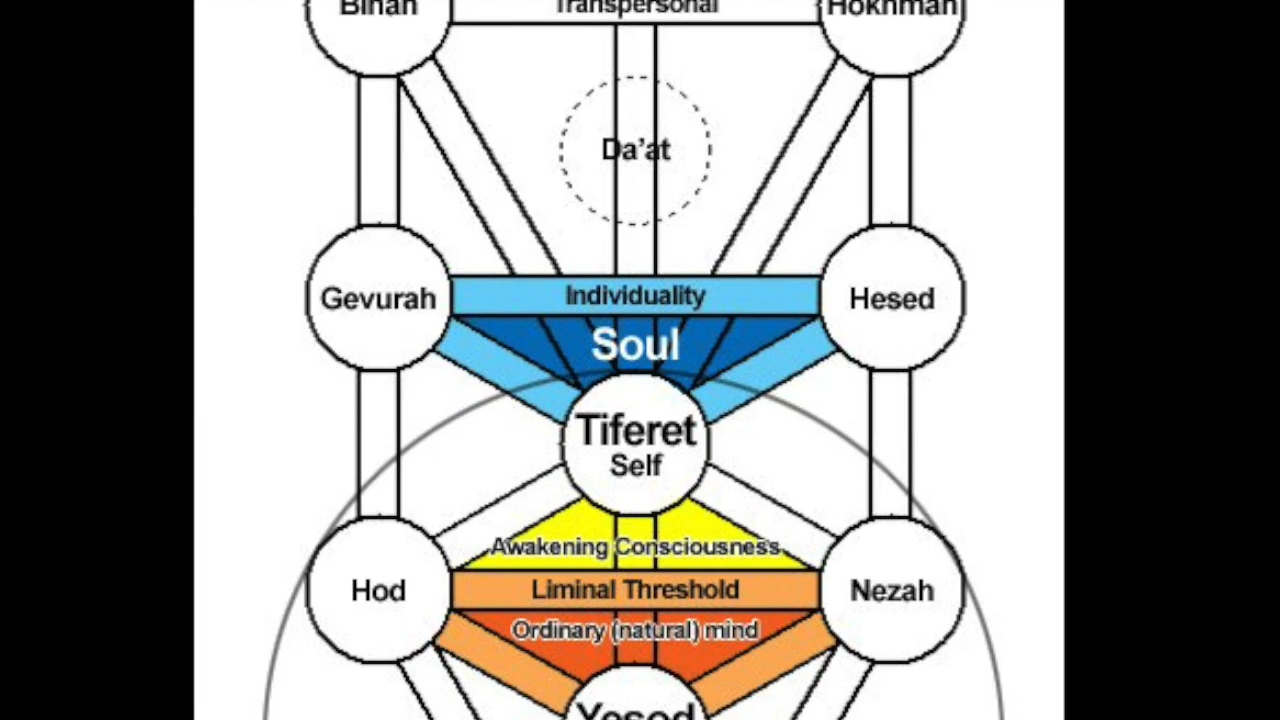 Binah
Transpersonal
Hokhmah
Da'at
Gevurah
Individuality
Hesed
Soul
Tiferet
Self
Awakening Consciousness
Hod
Liminal Threshold
Nezah
Ordinary (natural) mind
Yesod